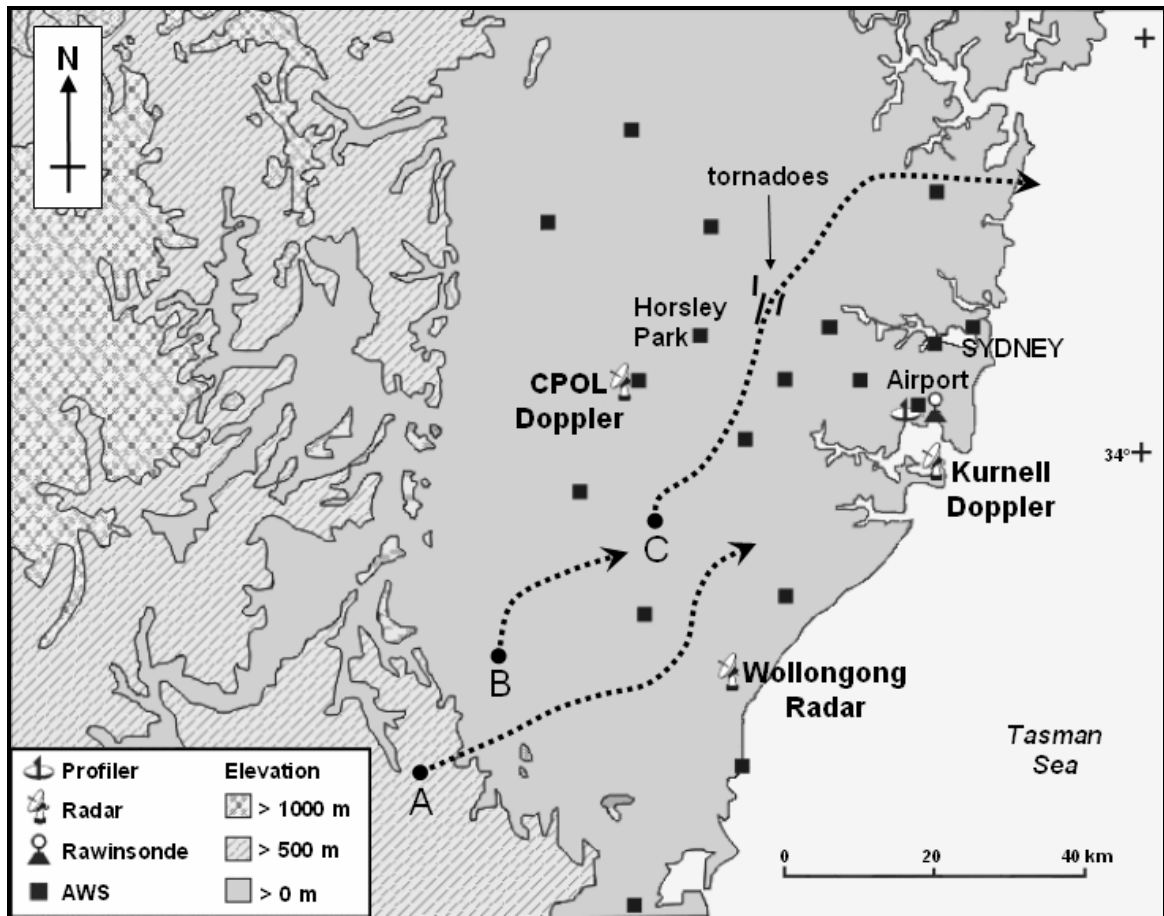 N
tornadoes
Horsley
Park
SYDNEY
CPOL
Doppler
Airport
34°
Kurnell
Doppler
C
B
Wollongong
Radar
A
Tasman
Sea
Profiler
Radar
Rawinsonde
AWS
Elevation
> 1000 m
> 500 m
> 0 m
0 20 40 km